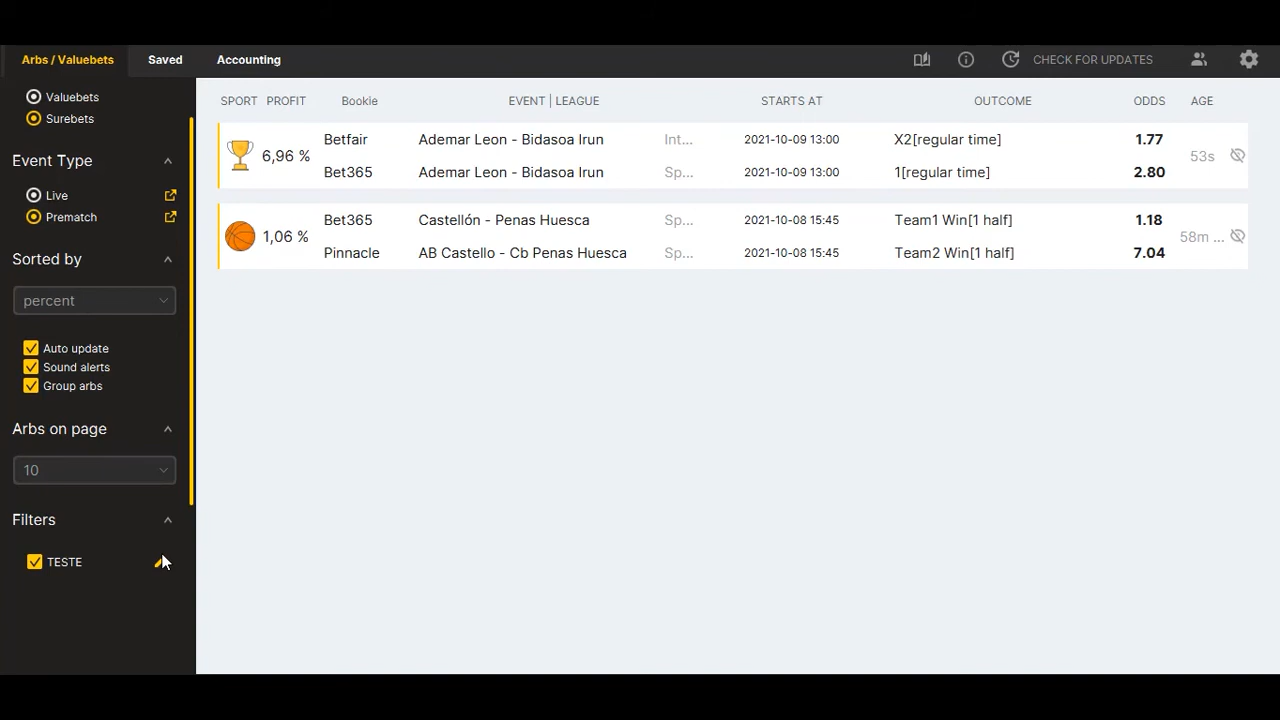 Arbs / Valuebets Saved Accounting CHECK FOR UPDATES
Valuebets
Surebets
Event Type
Live
Prematch
Sorted by
percent
Auto update
Sound alerts
Group arbs
Arbs on page
10
Filters
TESTE
SPORT PROFIT Bookie EVENT | LEAGUE STARTS AT OUTCOME ODDS AGE
6,96 %
Betfair Ademar Leon - Bidasoa Irun Int... 2021-10-09 13:00 X2[regular time] 1.77
Bet365 Ademar Leon - Bidasoa Irun Sp... 2021-10-09 13:00 1[regular time] 2.80
53s
1,06 %
Bet365 Castellón - Penas Huesca Sp... 2021-10-08 15:45 Team1 Win[1 half] 1.18
Pinnacle AB Castello - Cb Penas Huesca Sp... 2021-10-08 15:45 Team2 Win[1 half] 7.04
58m ...